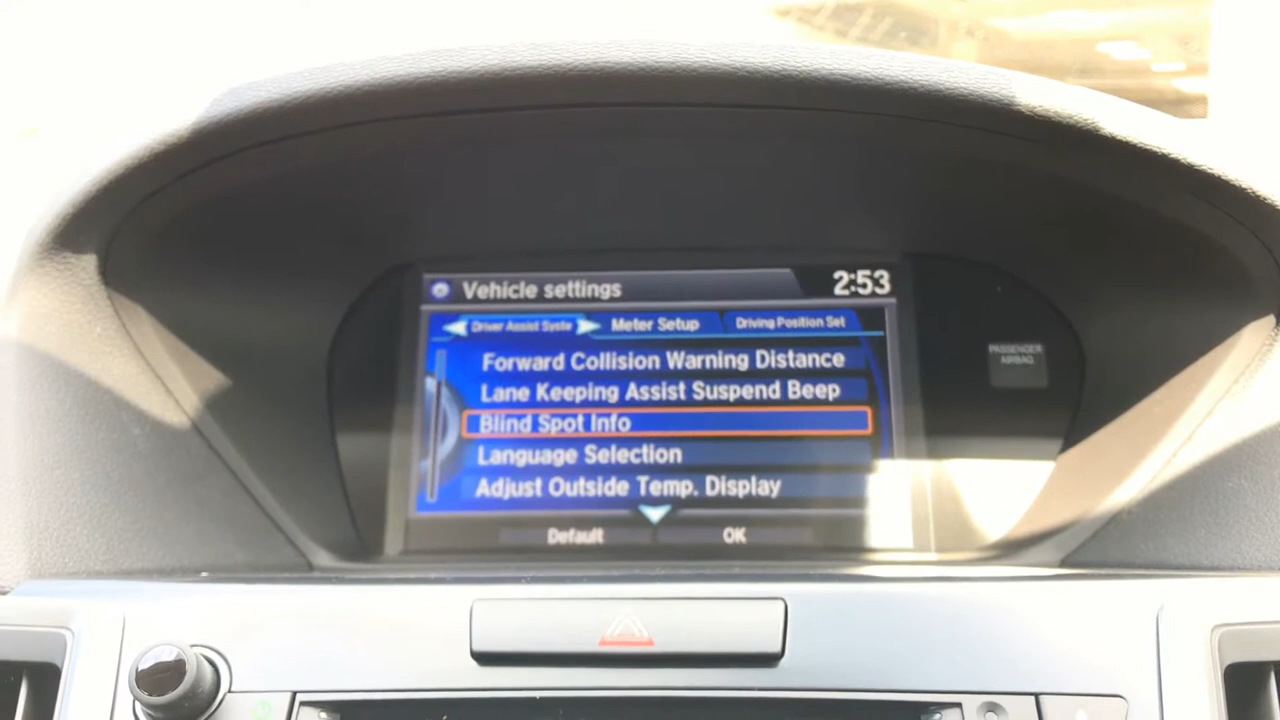 Vehicle settings
2:53
Driver Assist Syste
Meter Setup
Driving Position Set
Forward Collision Warning Distance
Lane Keeping Assist Suspend Beep
Blind Spot Info
Language Selection
Adjust Outside Temp. Display
Default
OK
PASSENGER
AIRBAG